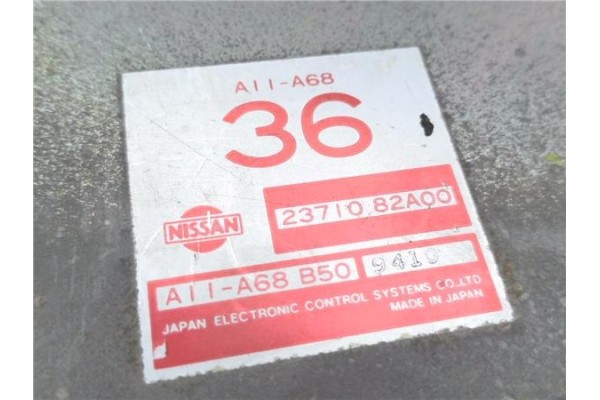 A11-A68
36
NISSAN
23710 82A00
A11-A68 B50 9410
JAPAN ELECTRONIC CONTROL SYSTEMS CO.,LTD
MADE IN JAPAN